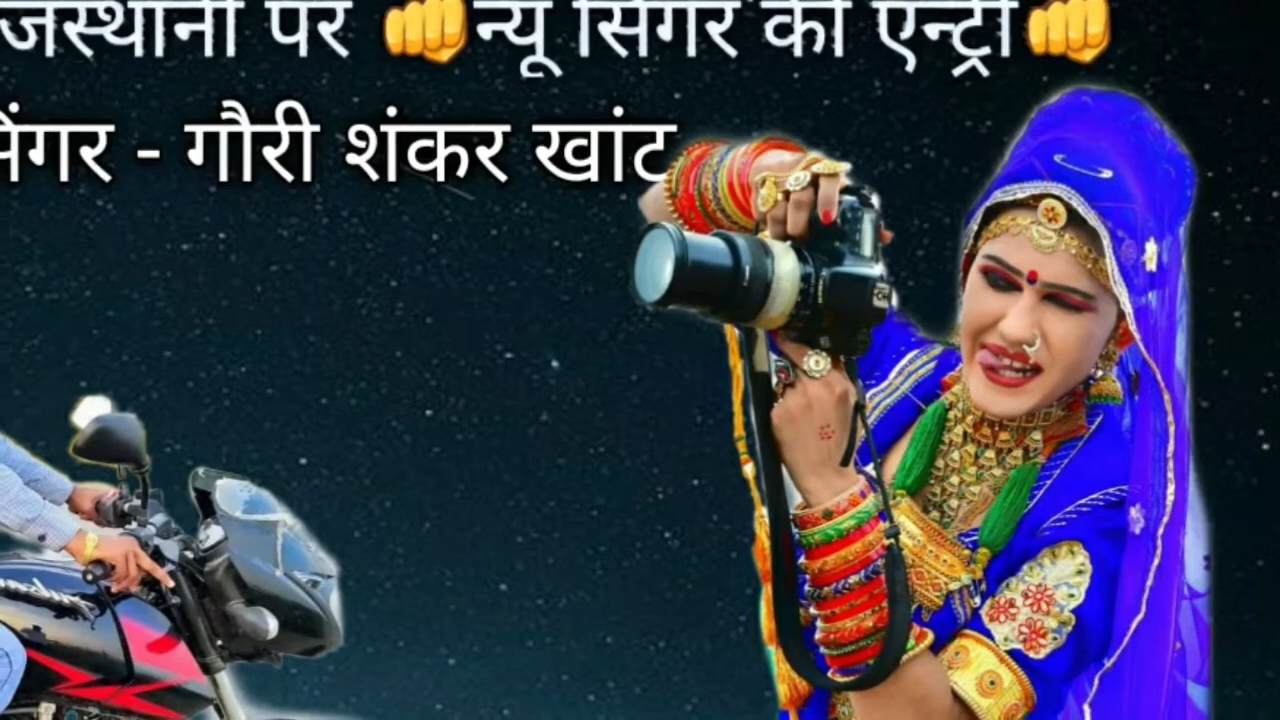 जस्थानी पर 👊न्यू सिंगर की एन्ट्री👊
सिंगर - गौरी शंकर खांट